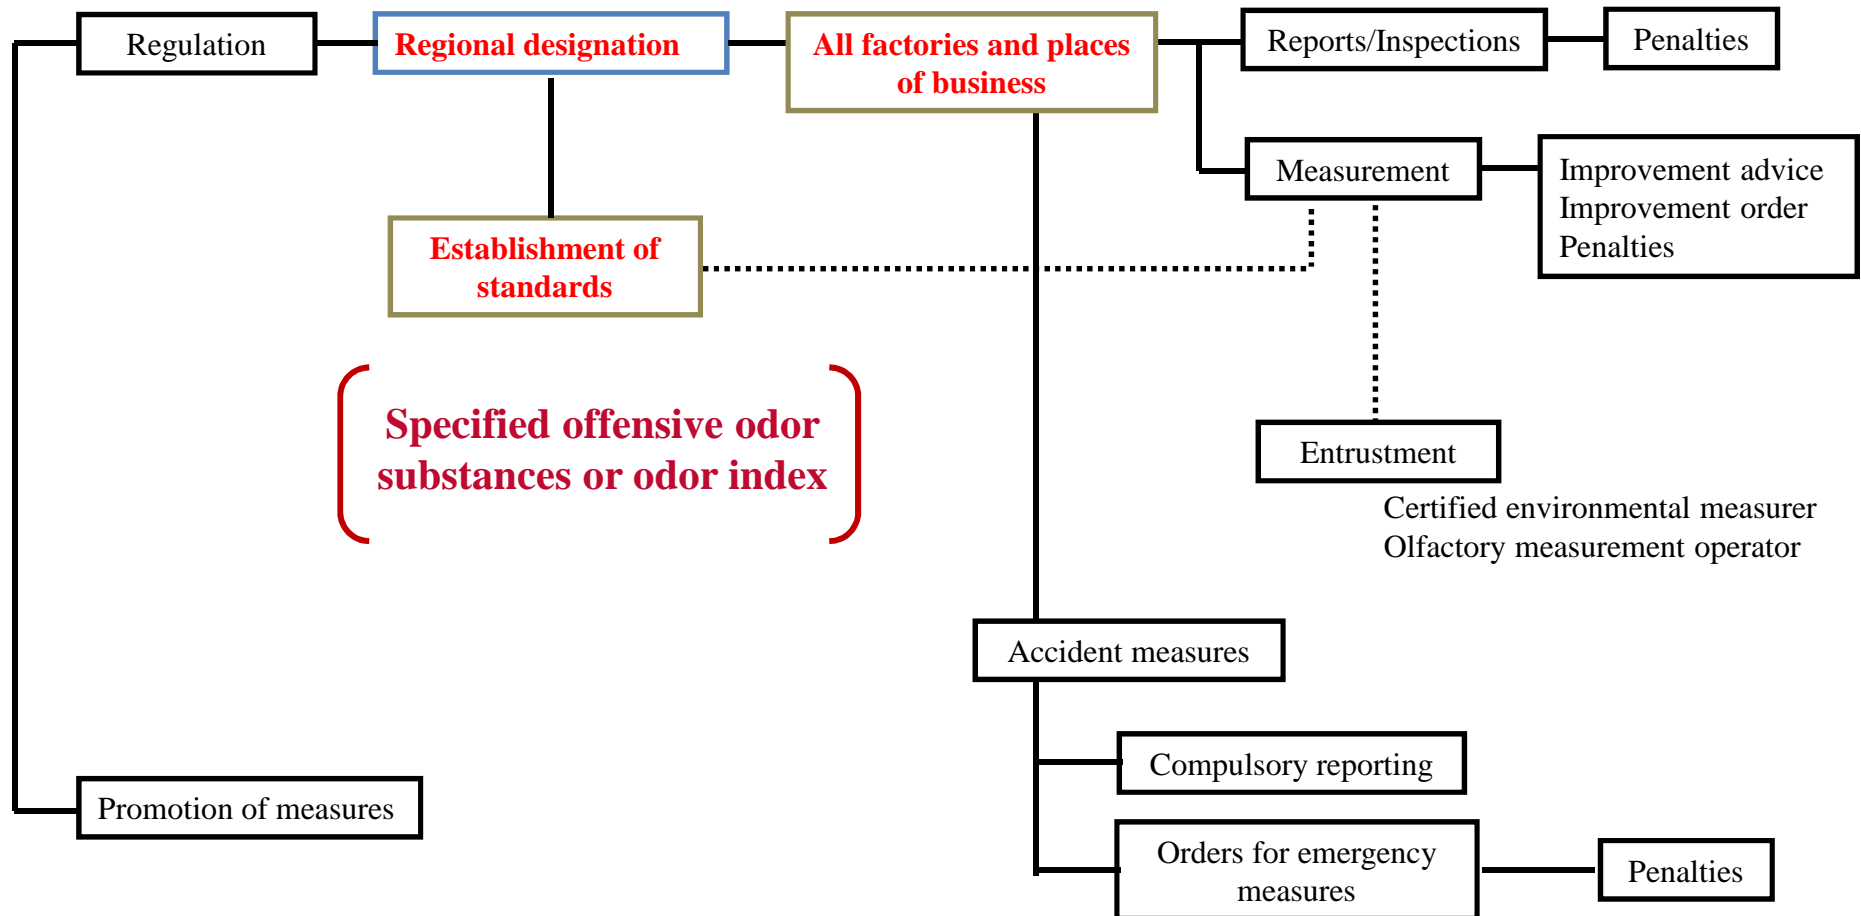 Regulation
Regional designation
All factories and places
of business
Reports/Inspections
Penalties
Measurement
Improvement advice
Improvement order
Penalties
Establishment of
standards
Specified offensive odor
substances or odor index
Entrustment
Certified environmental measurer
Olfactory measurement operator
Accident measures
Compulsory reporting
Promotion of measures
Orders for emergency
measures
Penalties